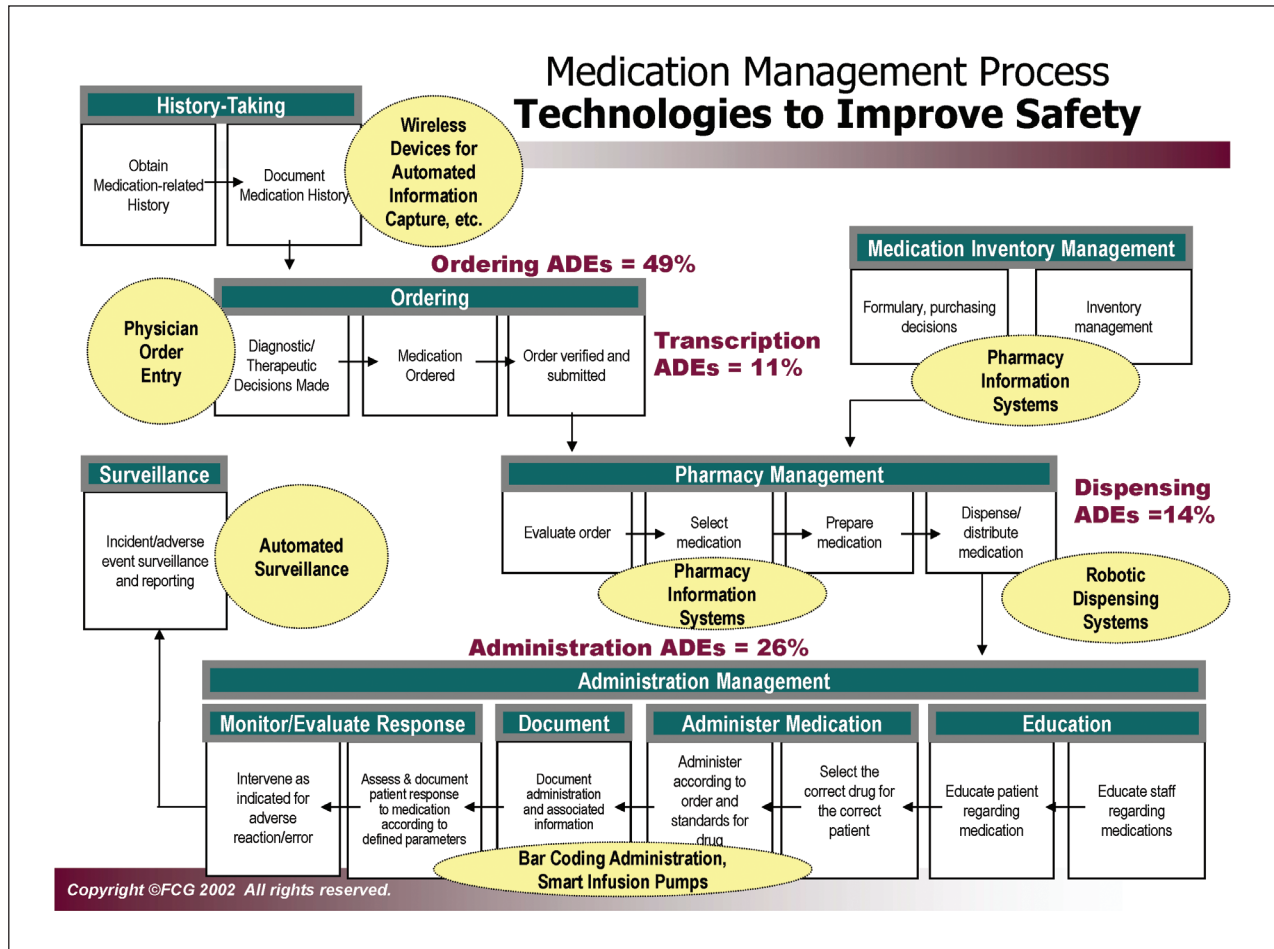 Medication Management Process
Technologies to Improve Safety
History-Taking
Obtain
Medication-related
History
Document
Medication History
Wireless
Devices for
Automated
Information
Capture, etc.
Ordering ADEs = 49%
Ordering
Physician
Order
Entry
Diagnostic/
Therapeutic
Decisions Made
Medication
Ordered
Order verified and
submitted
Transcription
ADEs = 11%
Medication Inventory Management
Formulary, purchasing
decisions
Inventory
management
Pharmacy
Information
Systems
Surveillance
Incident/adverse
event surveillance
and reporting
Automated
Surveillance
Pharmacy Management
Evaluate order
Select
medication
Prepare
medication
Dispense/
distribute
medication
Pharmacy
Information
Systems
Dispensing
ADEs =14%
Robotic
Dispensing
Systems
Administration ADEs = 26%
Administration Management
Monitor/Evaluate Response
Document
Administer Medication
Education
Intervene as
indicated for
adverse
reaction/error
Assess & document
patient response
to medication
according to
defined parameters
Document
administration
and associated
information
Administer
according to
order and
standards for
drug
Select the
correct drug for
the correct
patient
Educate patient
regarding
medication
Educate staff
regarding
medications
Bar Coding Administration,
Smart Infusion Pumps
Copyright ©FCG 2002 All rights reserved.